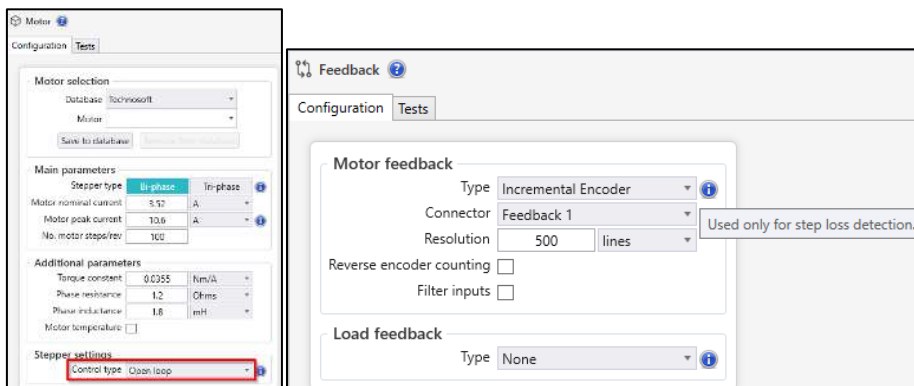 Motor
Configuration Tests
Motor selection
Database Technosoft
Motor
Save to database
Main parameters
Stepper type Bi-phase Tri-phase
Motor nominal current 3.52 A
Motor peak current 10.6 A
No. motor steps/rev 100
Additional parameters
Torque constant 0.0355 Nm/A
Phase resistance 1.2 Ohms
Phase inductance 1.8 mH
Motor temperature
Stepper settings
Control type Open loop
Feedback
Configuration Tests
Motor feedback
Type Incremental Encoder
Connector Feedback 1
Used only for step loss detection.
Resolution 500 lines
Reverse encoder counting
Filter inputs
Load feedback
Type None